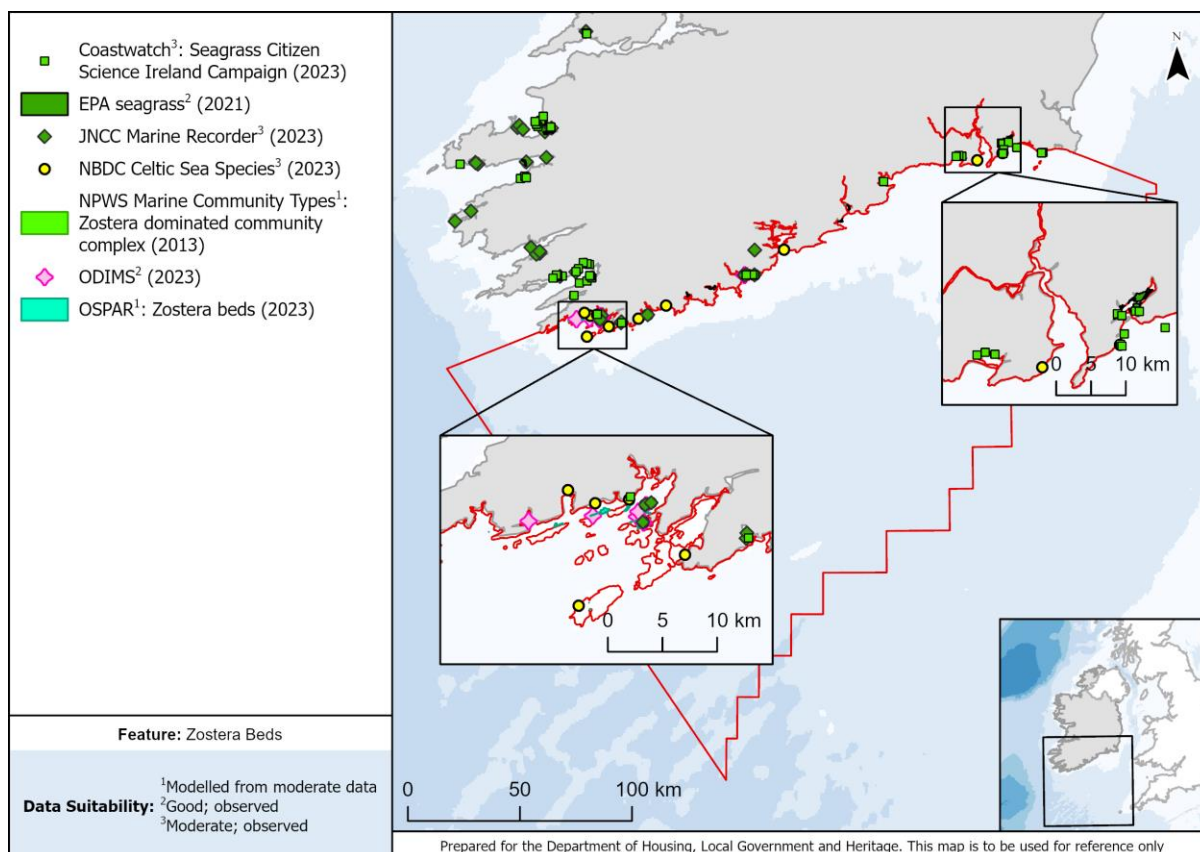 Coastwatch³: Seagrass Citizen
Science Ireland Campaign (2023)
EPA seagrass² (2021)
JNCC Marine Recorder³ (2023)
NBDC Celtic Sea Species³ (2023)
NPWS Marine Community Types¹:
Zostera dominated community
complex (2013)
ODIMS² (2023)
OSPAR¹: Zostera beds (2023)
Feature: Zostera Beds
Data Suitability:
¹Modelled from moderate data
²Good; observed
³Moderate; observed
N
0 5 10 km
0 5 10 km
0 50 100 km
Prepared for the Department of Housing, Local Government and Heritage. This map is to be used for reference only